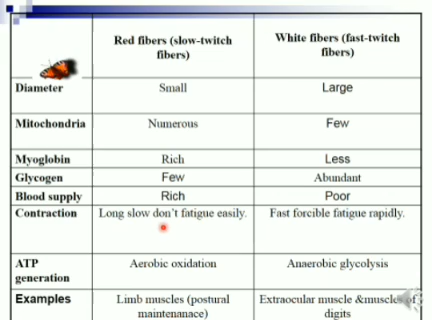 Red fibers (slow-twitch fibers) White fibers (fast-twitch fibers)
Diameter Small Large
Mitochondria Numerous Few
Myoglobin Rich Less
Glycogen Few Abundant
Blood supply Rich Poor
Contraction Long slow don't fatigue easily. Fast forcible fatigue rapidly.
ATP generation Aerobic oxidation Anaerobic glycolysis
Examples Limb muscles (postural maintenanace) Extraocular muscle &muscles of digits